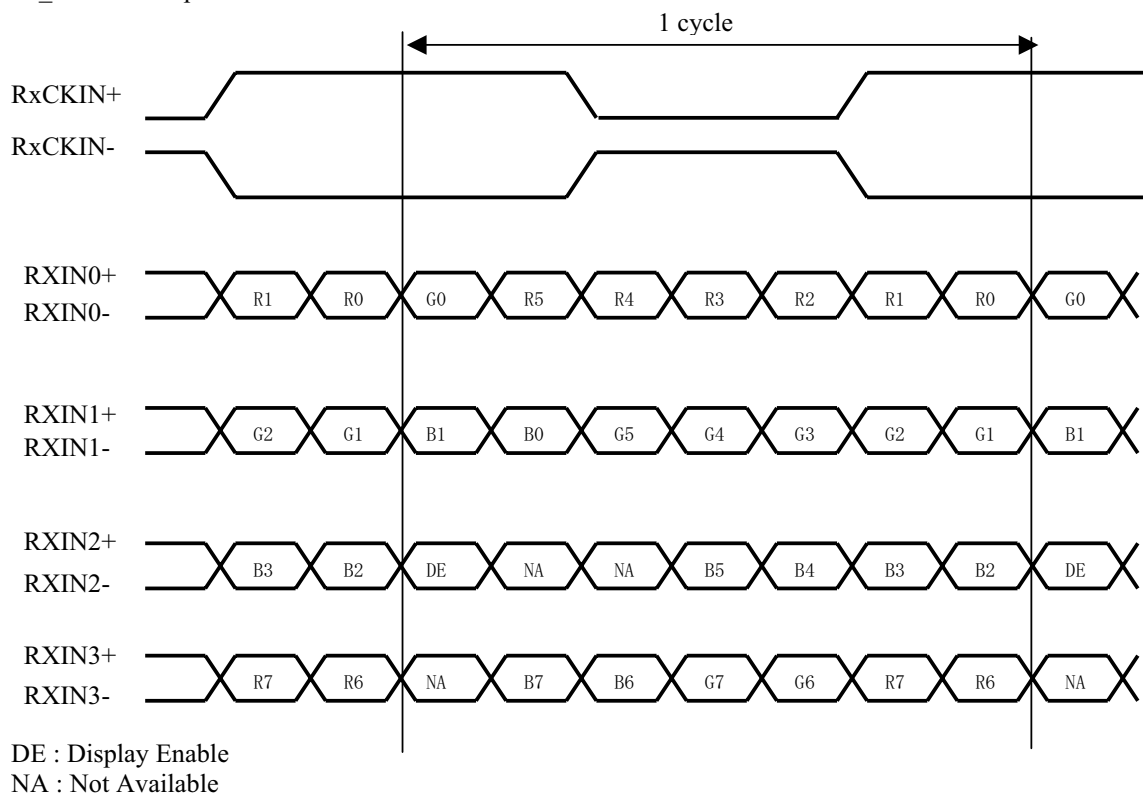 1 cycle
RxCKIN+
RxCKIN-
RXIN0+
R1 R0 G0 R5 R4 R3 R2 R1 R0 G0
RXIN0-
RXIN1+
G2 G1 B1 B0 G5 G4 G3 G2 G1 B1
RXIN1-
RXIN2+
B3 B2 DE NA NA B5 B4 B3 B2 DE
RXIN2-
RXIN3+
R7 R6 NA B7 B6 G7 G6 R7 R6 NA
RXIN3-
DE : Display Enable
NA : Not Available